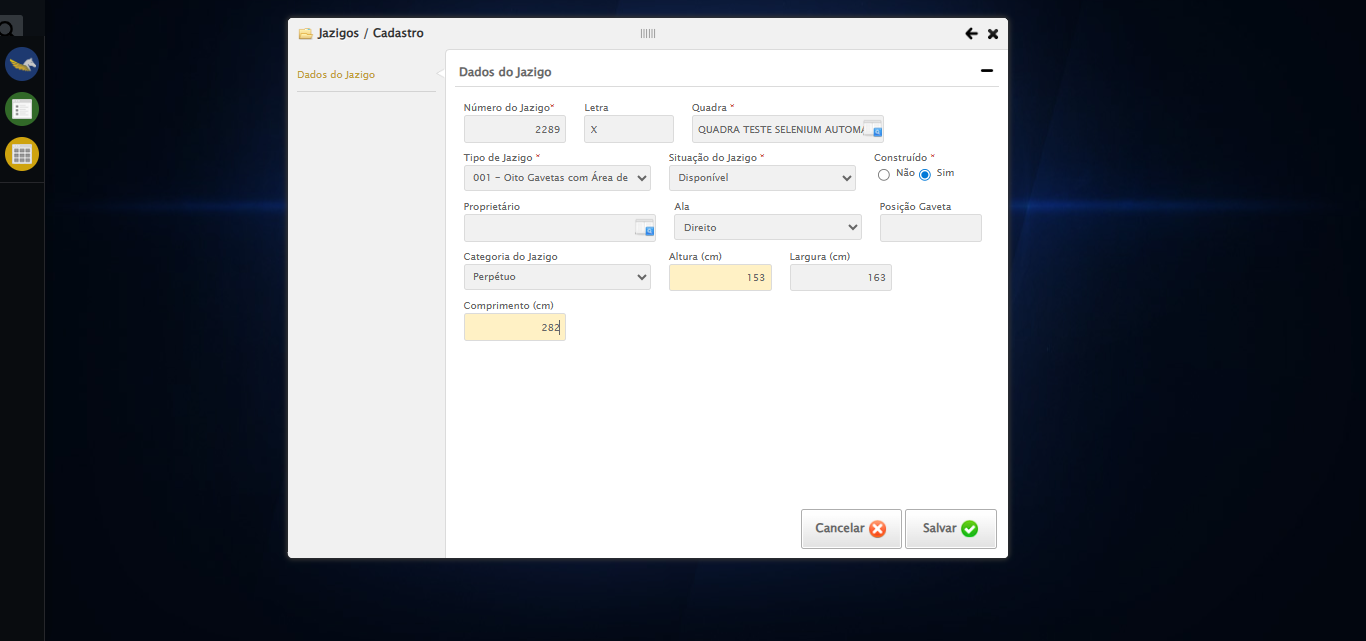 Jazigos / Cadastro
Dados do Jazigo
Dados do Jazigo
Número do Jazigo* Letra Quadra *
2289 X QUADRA TESTE SELENIUM AUTOMA
Tipo de Jazigo * Situação do Jazigo * Construído *
001 - Oito Gavetas com Área de Disponível Não Sim
Proprietário Ala Posição Gaveta
Direito
Categoria do Jazigo Altura (cm) Largura (cm)
Perpétuo 153 163
Comprimento (cm)
282
Cancelar Salvar